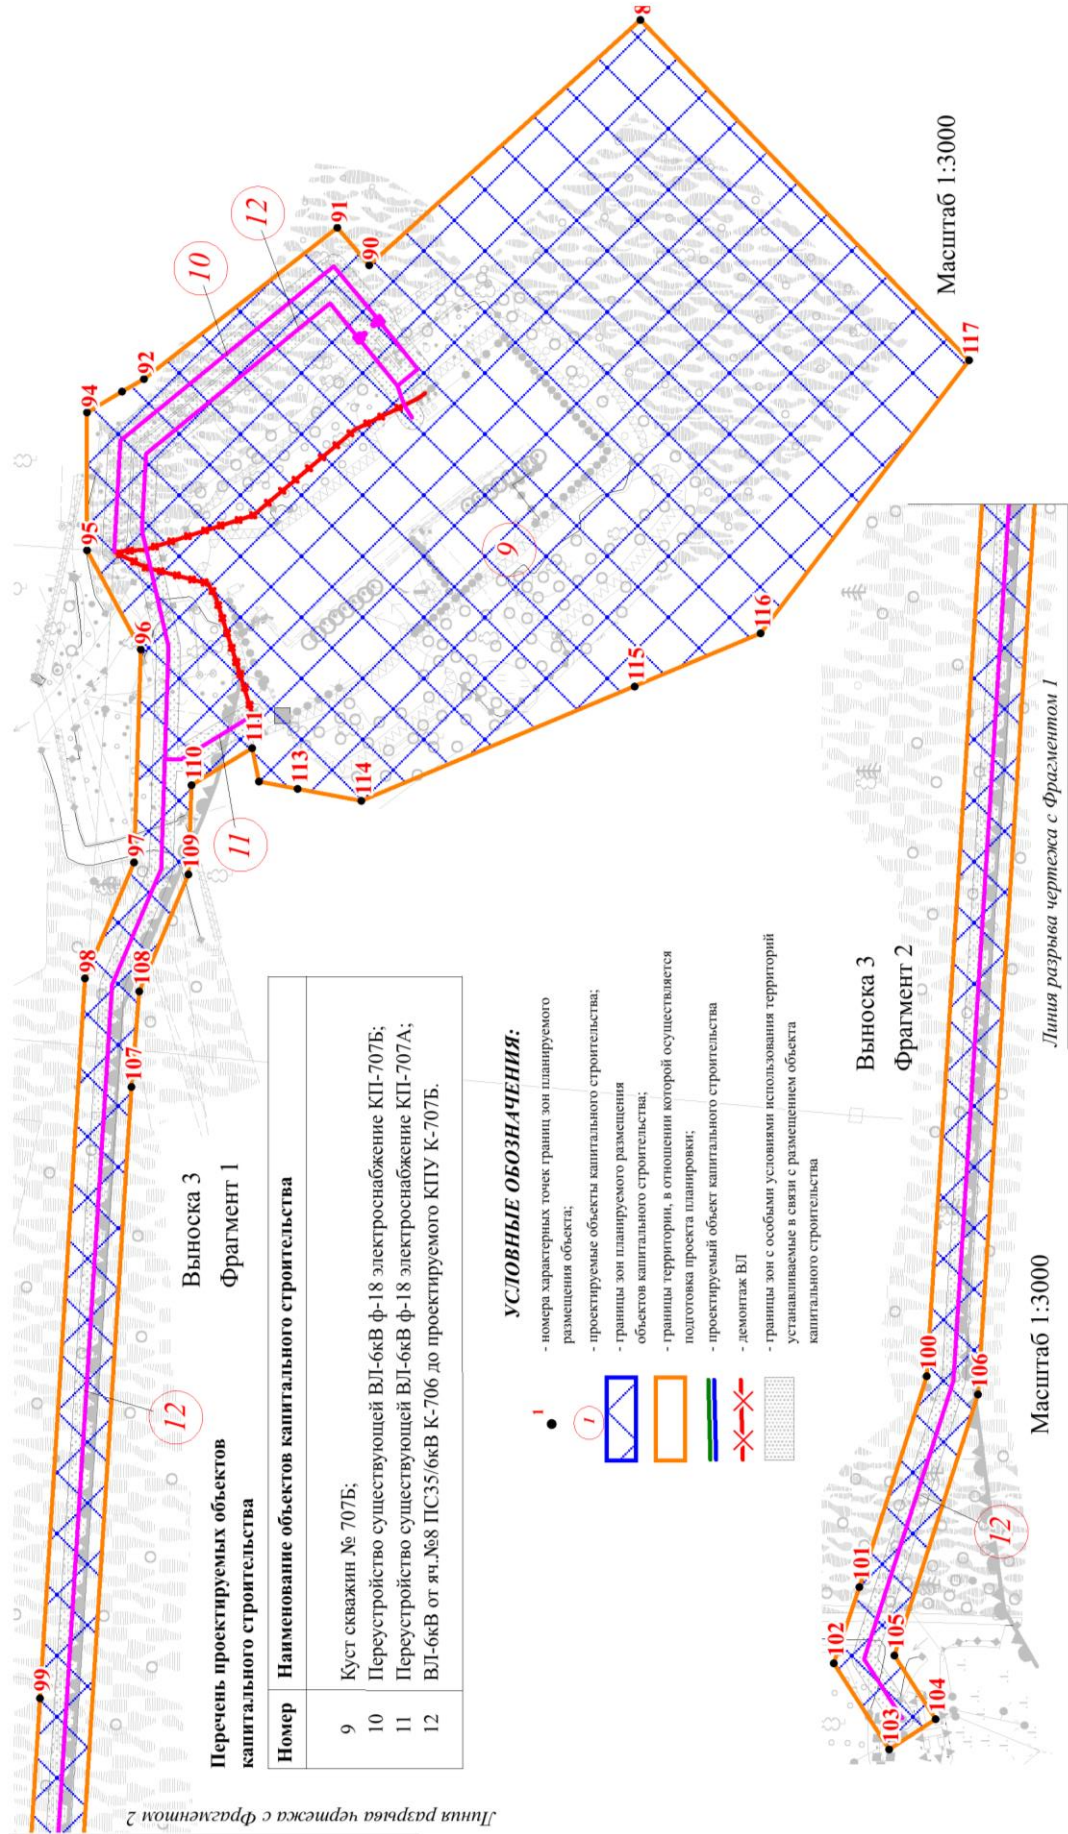 99
98
97
96
95
94
92
91
90
8
107
108
109
110
111
113
114
115
116
117
10
12
11
9
12
Выноска 3
Фрагмент 1
Масштаб 1:3000
Линия разрыва чертежа с Фрагментом 2
Перечень проектируемых объектов
капитального строительства
Номер Наименование объектов капитального строительства
9 Куст скважин № 707Б;
10 Переустройство существующей ВЛ-6кВ ф-18 электроснабжение КП-707Б;
11 Переустройство существующей ВЛ-6кВ ф-18 электроснабжение КП-707А;
12 ВЛ-6кВ от яч.№8 ПС35/6кВ К-706 до проектируемого КПУ К-707Б.
УСЛОВНЫЕ ОБОЗНАЧЕНИЯ:
1 - номера характерных точек границ зон планируемого
размещения объекта;
1 - проектируемые объекты капитального строительства;
- границы зон планируемого размещения
объектов капитального строительства;
- границы территории, в отношении которой осуществляется
подготовка проекта планировки;
- проектируемый объект капитального строительства
- демонтаж ВЛ
- границы зон с особыми условиями использования территорий
устанавливаемые в связи с размещением объекта
капитального строительства
Выноска 3
Фрагмент 2
102
101
100
103
104
105
106
12
Масштаб 1:3000
Линия разрыва чертежа с Фрагментом 1